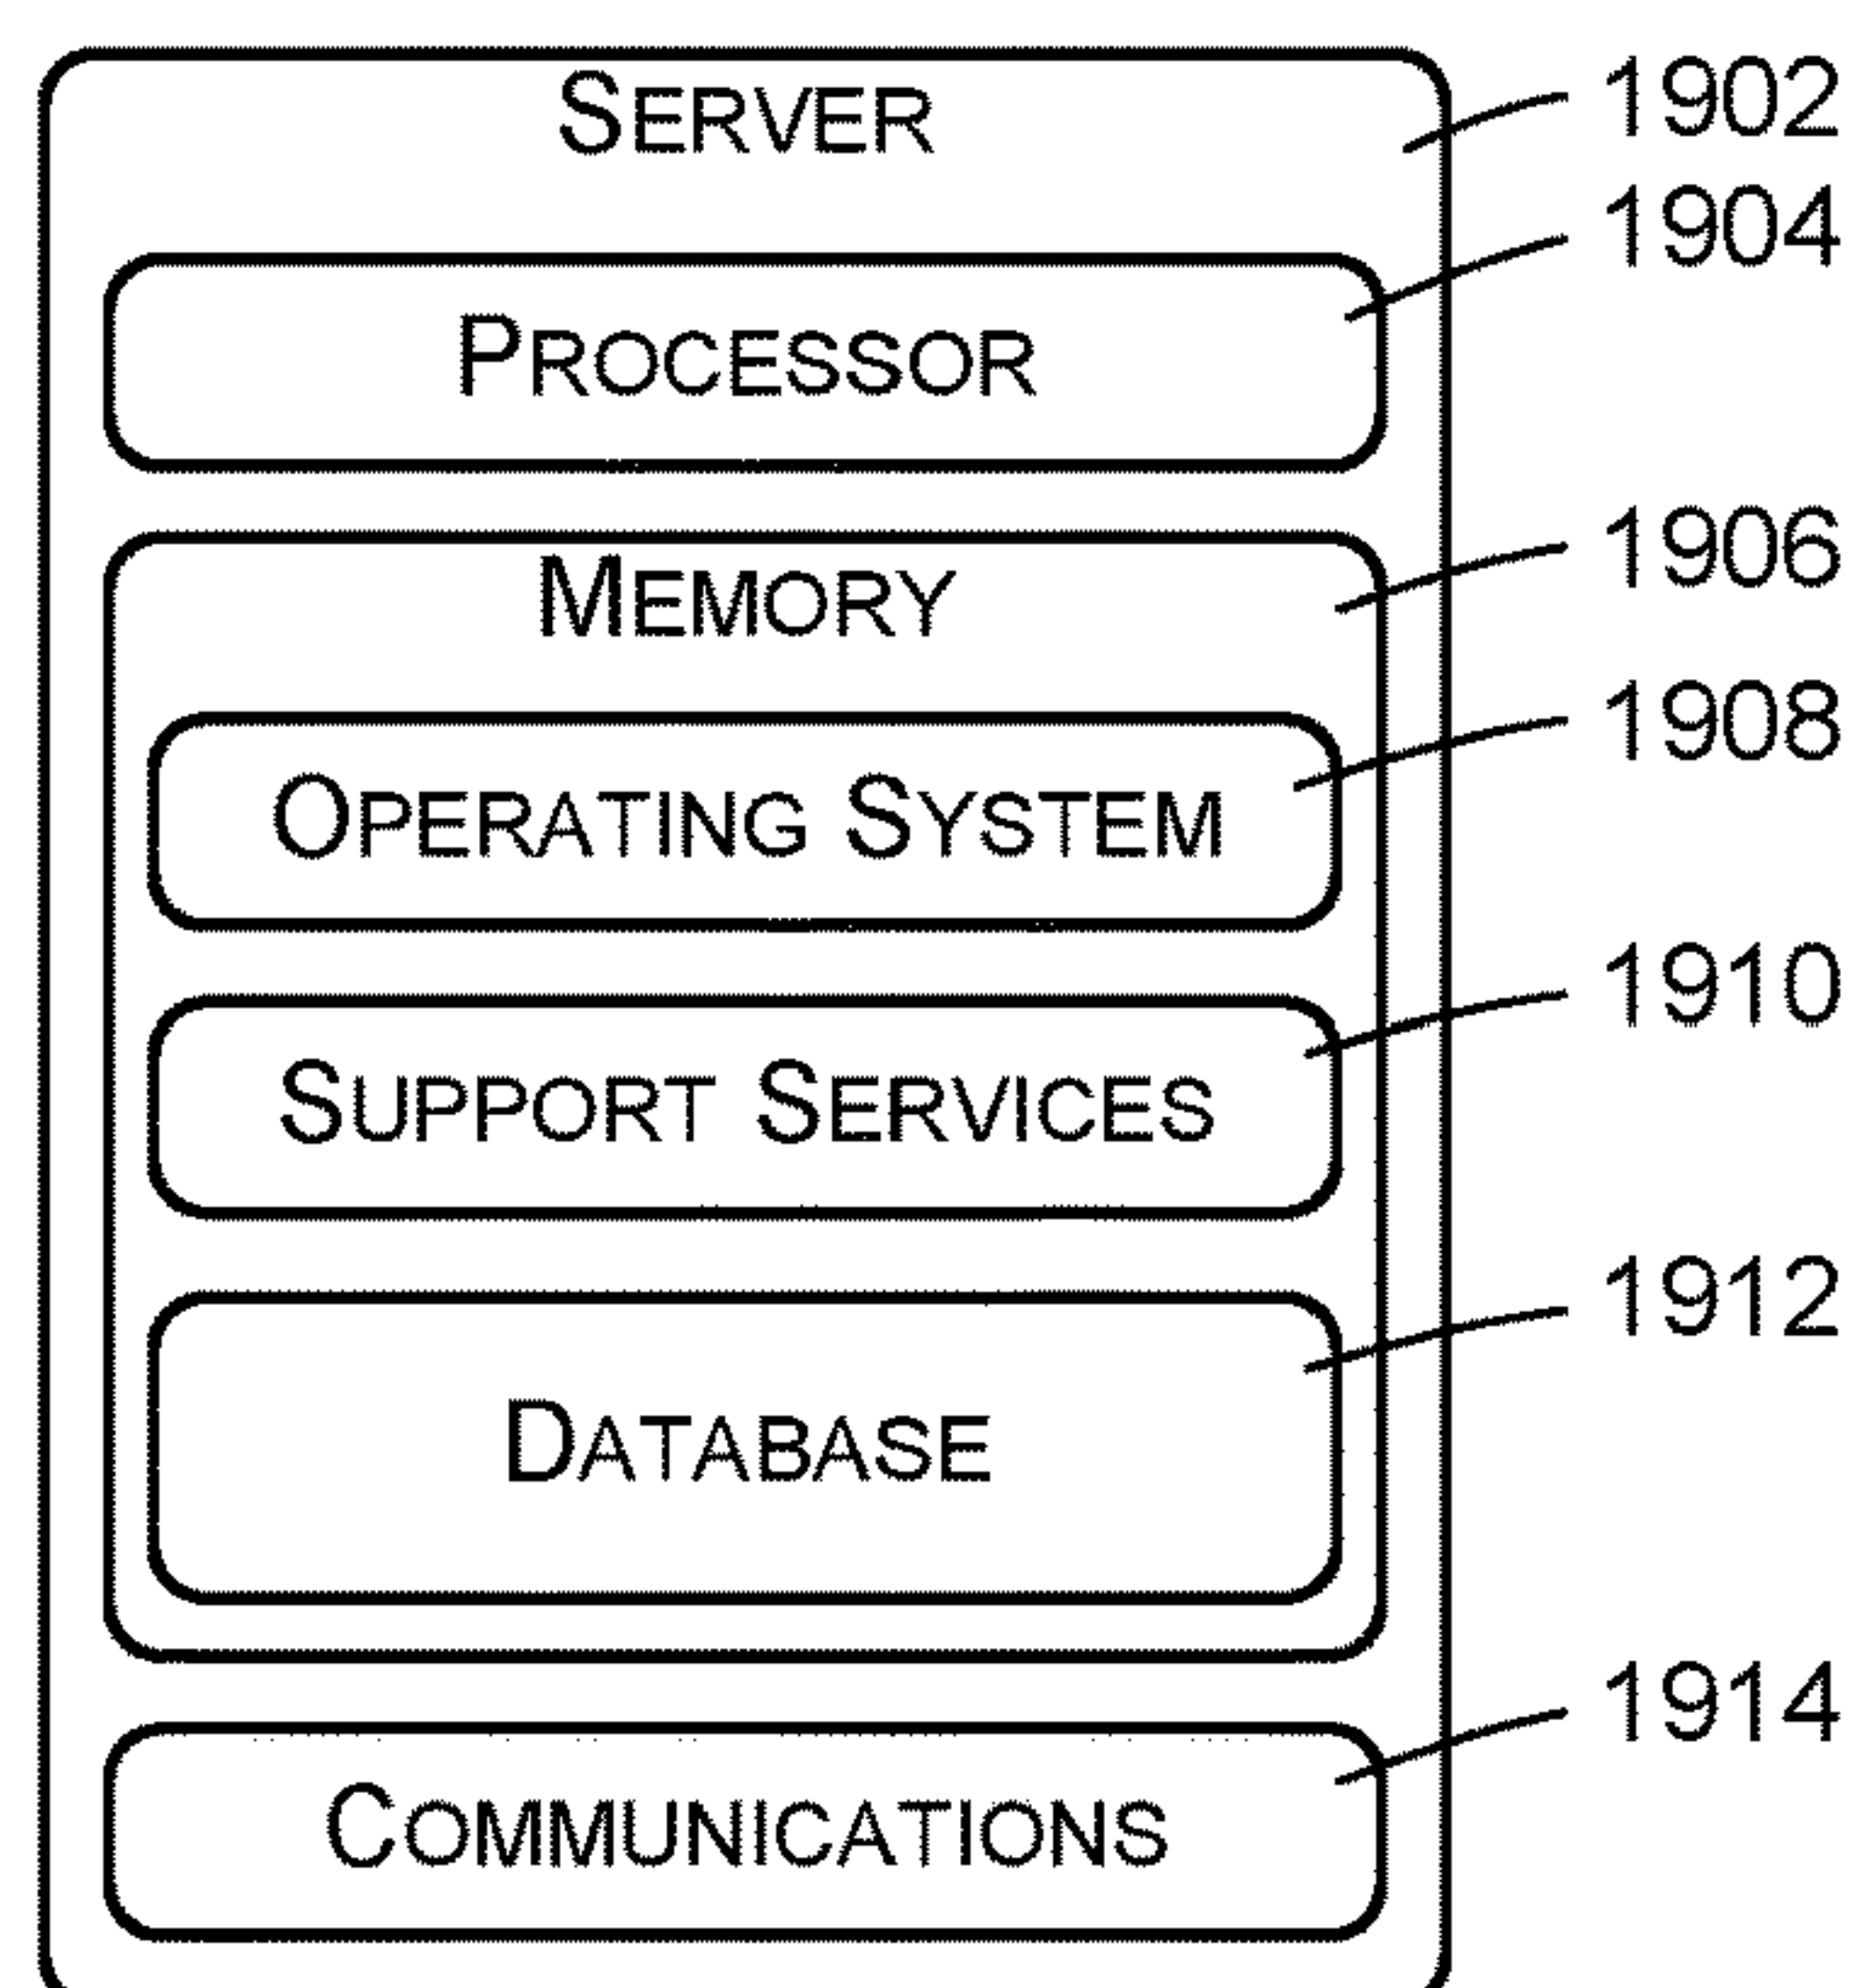 SERVER
1902
1904
PROCESSOR
1906
MEMORY
1908
OPERATING SYSTEM
1910
SUPPORT SERVICES
1912
DATABASE
1914
COMMUNICATIONS